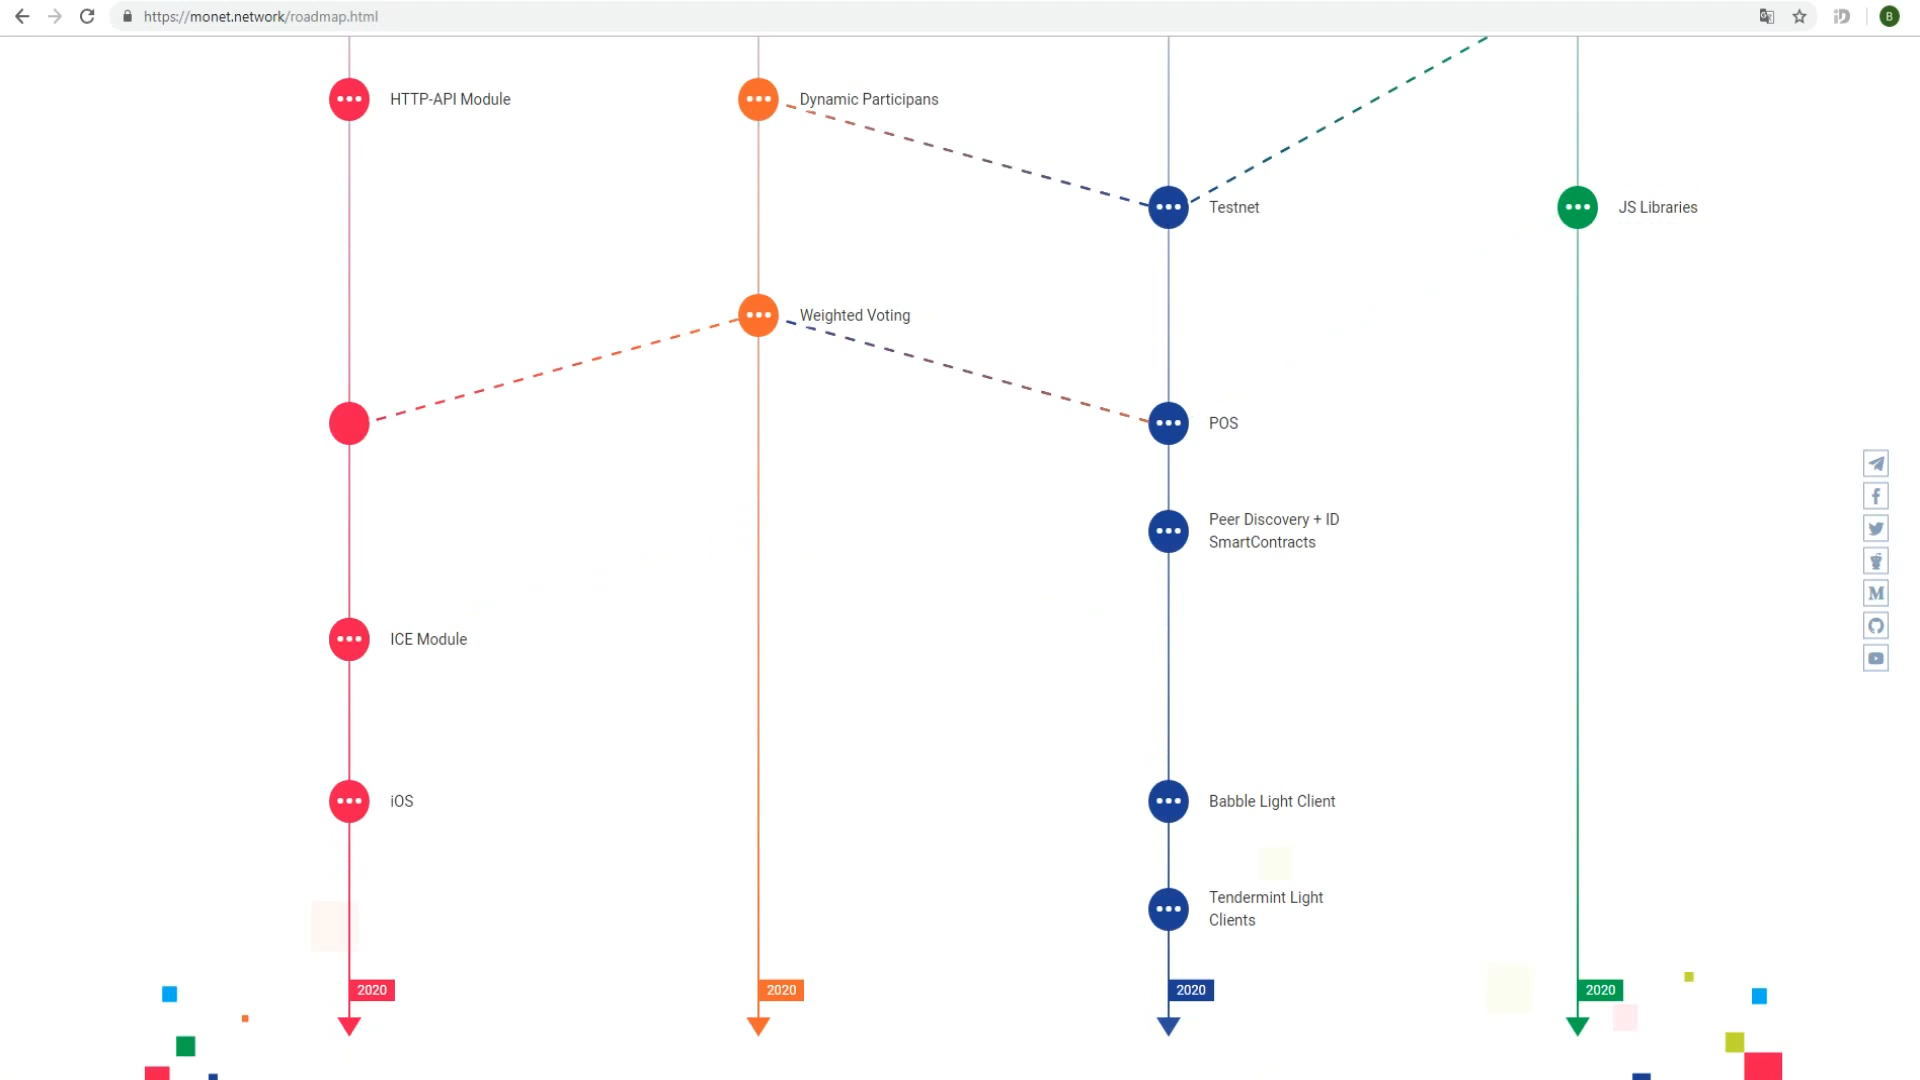 https://monet.network/roadmap.html
B
HTTP-API Module
Dynamic Participans
Testnet
JS Libraries
Weighted Voting
POS
Peer Discovery + ID
SmartContracts
ICE Module
iOS
Babble Light Client
Tendermint Light
Clients
2020
2020
2020
2020